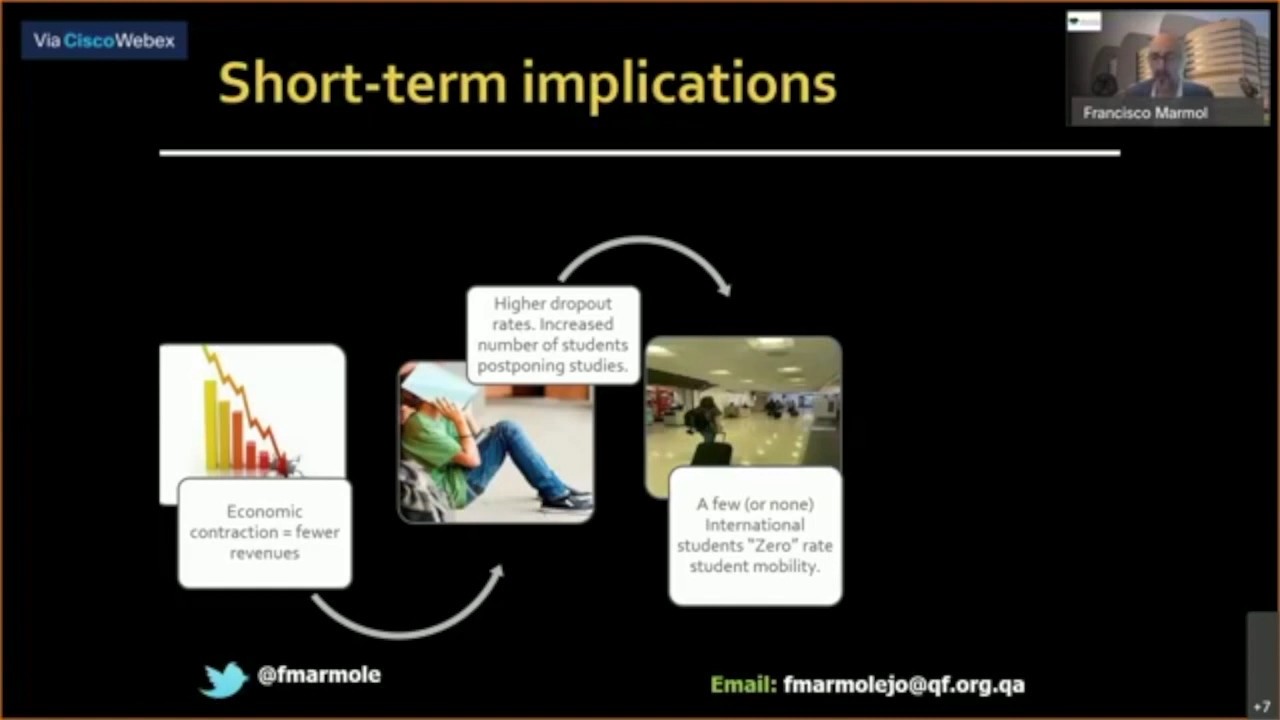 Via CiscoWebex
Short-term implications
Francisco Marmol
Higher dropout
rates. Increased
number of students
postponing studies.
Economic
contraction = fewer
revenues
A few (or none)
International
students “Zero” rate
student mobility.
@fmarmole
Email: fmarmolejo@qf.org.qa
+7